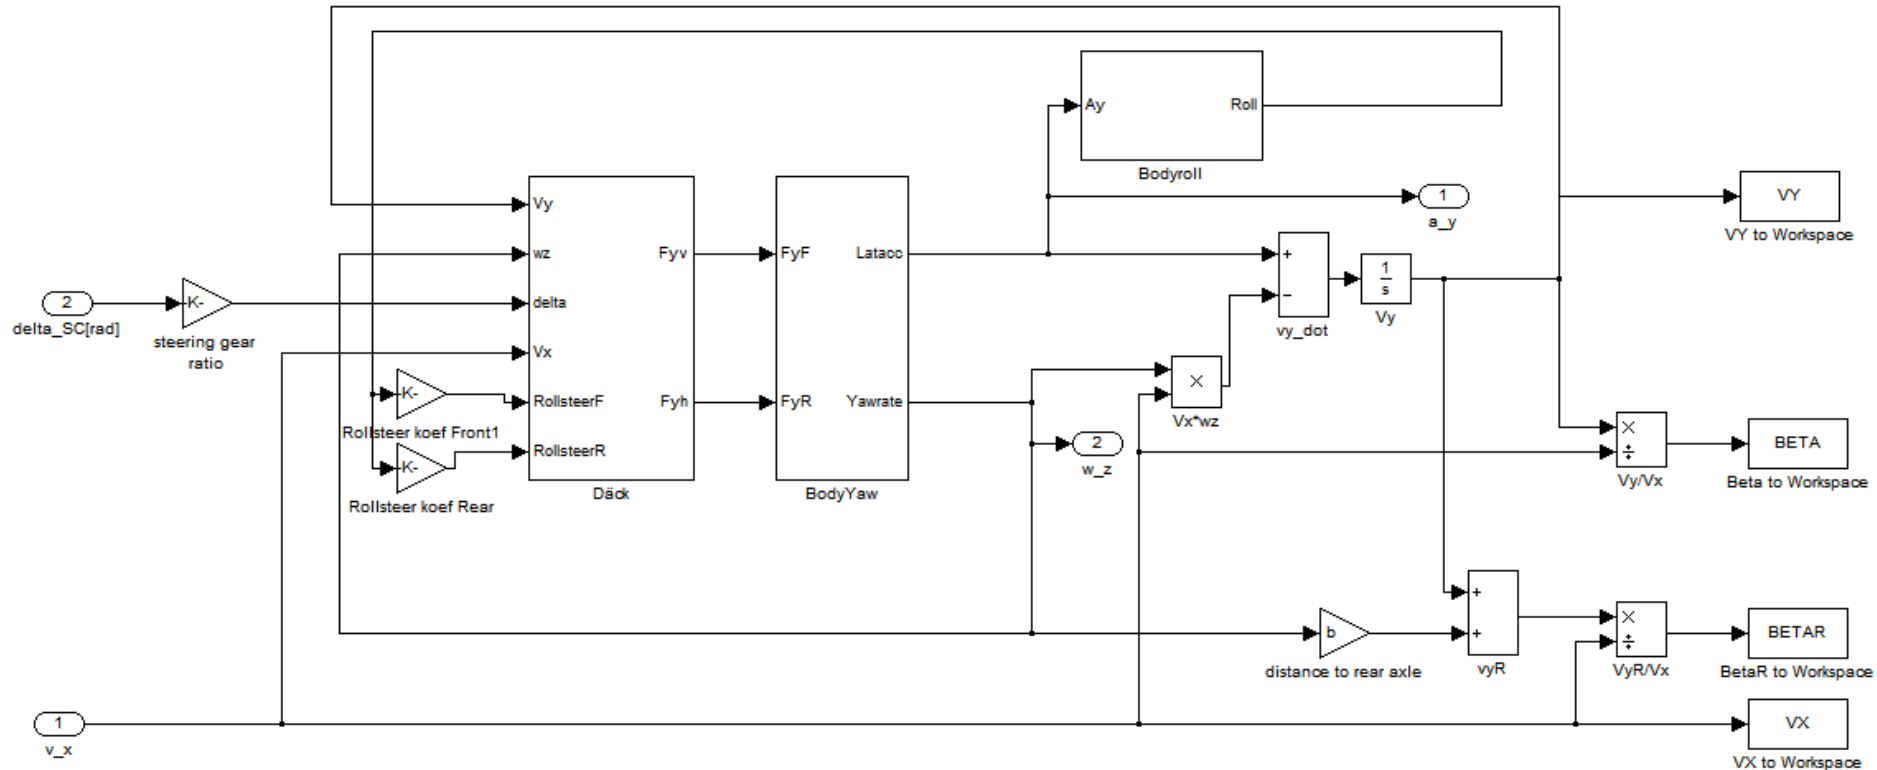 Ay
Roll
Bodyroll
Vy
wz
delta
Vx
RollsteerF
RollsteerR
Fyv
Fyh
Däck
FyF
FyR
Latacc
Yawrate
BodyYaw
1
a_y
VY
VY to Workspace
2
delta_SC[rad]
K-
steering gear
ratio
K-
Rollsteer koef Front1
K-
Rollsteer koef Rear
+
−
vy_dot
1
s
Vy
×
Vx*wz
2
w_z
×
÷
Vy/Vx
BETA
Beta to Workspace
b
distance to rear axle
+
+
vyR
×
÷
VyR/Vx
BETAR
BetaR to Workspace
1
v_x
VX
VX to Workspace